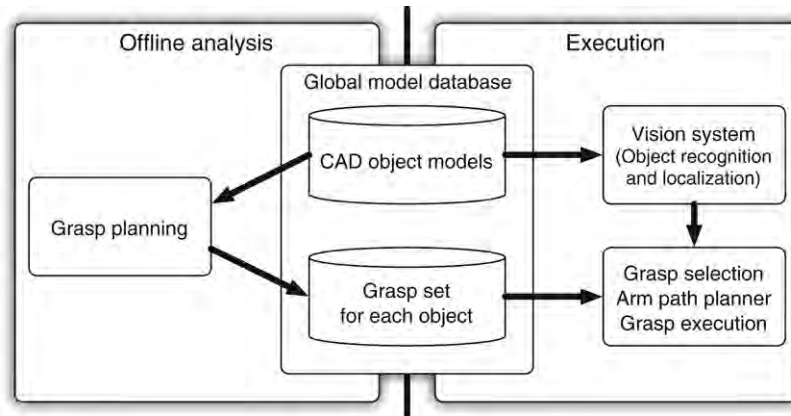 Offline analysis
Execution
Global model database
CAD object models
Vision system
(Object recognition
and localization)
Grasp planning
Grasp set
for each object
Grasp selection
Arm path planner
Grasp execution